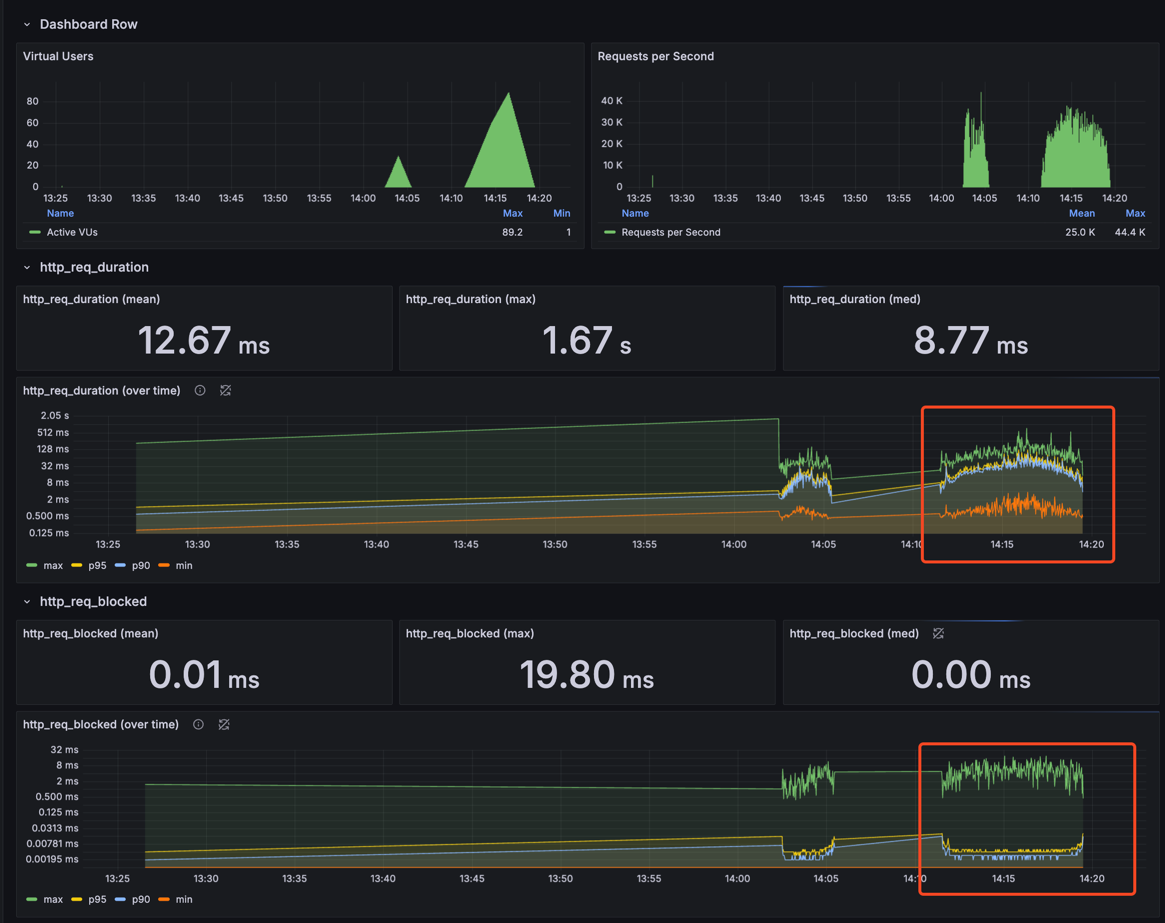 Dashboard Row
Virtual Users
80
60
40
20
0
13:25 13:30 13:35 13:40 13:45 13:50 13:55 14:00 14:05 14:10 14:15 14:20
Name Max Min
Active VUs 89.2 1
Requests per Second
40 K
30 K
20 K
10 K
0
13:25 13:30 13:35 13:40 13:45 13:50 13:55 14:00 14:05 14:10 14:15 14:20
Name Mean Max
Requests per Second 25.0 K 44.4 K
http_req_duration
http_req_duration (mean)
12.67 ms
http_req_duration (max)
1.67 s
http_req_duration (med)
8.77 ms
http_req_duration (over time)
2.05 s
512 ms
128 ms
32 ms
8 ms
2 ms
0.500 ms
0.125 ms
13:25 13:30 13:35 13:40 13:45 13:50 13:55 14:00 14:05 14:10 14:15 14:20
max p95 p90 min
http_req_blocked
http_req_blocked (mean)
0.01 ms
http_req_blocked (max)
19.80 ms
http_req_blocked (med)
0.00 ms
http_req_blocked (over time)
32 ms
8 ms
2 ms
0.500 ms
0.125 ms
0.0313 ms
0.00781 ms
0.00195 ms
13:25 13:30 13:35 13:40 13:45 13:50 13:55 14:00 14:05 14:10 14:15 14:20
max p95 p90 min